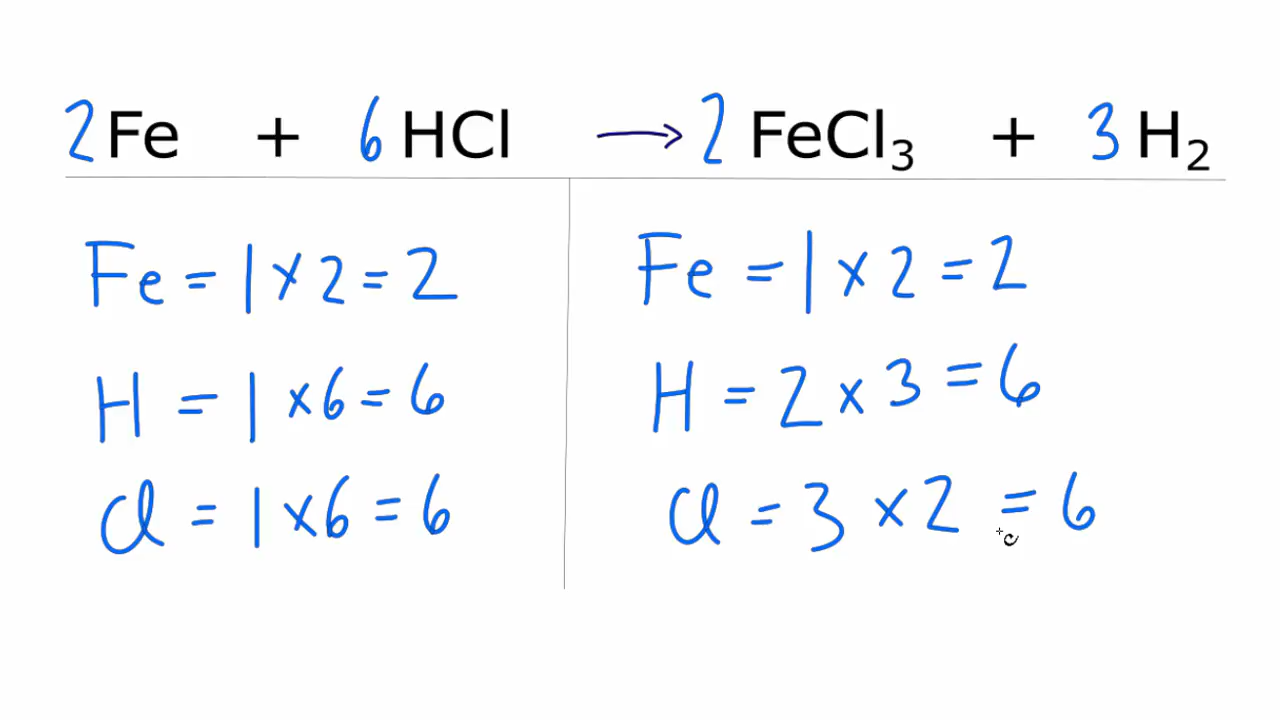 2Fe + 6HCl → 2FeCl₃ + 3H₂
Fe = 1 × 2 = 2
H = 1 × 6 = 6
Cl = 1 × 6 = 6
Fe = 1 × 2 = 2
H = 2 × 3 = 6
Cl = 3 × 2 = 6